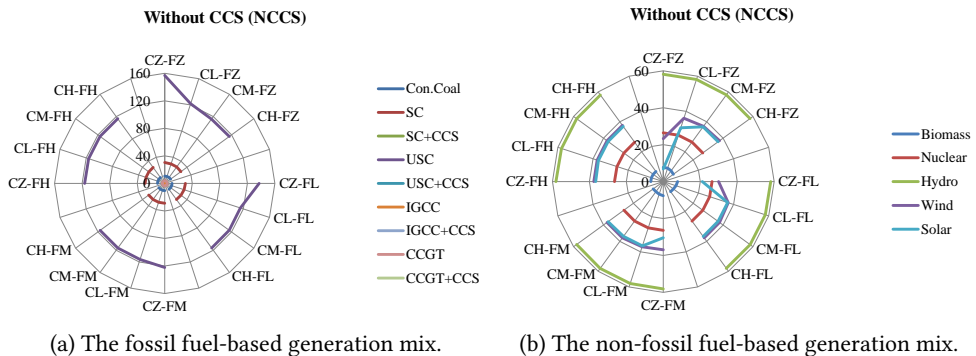 Without CCS (NCCS)
CZ-FZ
CL-FZ
CM-FZ
CH-FZ
CZ-FL
CL-FL
CM-FL
CH-FL
CZ-FM
CL-FM
CM-FM
CH-FM
CZ-FH
CL-FH
CM-FH
CH-FH
160
120
80
40
0
Con.Coal
SC
SC+CCS
USC
USC+CCS
IGCC
IGCC+CCS
CCGT
CCGT+CCS
(a) The fossil fuel-based generation mix.
Without CCS (NCCS)
CZ-FZ
CL-FZ
CM-FZ
CH-FZ
CZ-FL
CL-FL
CM-FL
CH-FL
CZ-FM
CL-FM
CM-FM
CH-FM
CZ-FH
CL-FH
CM-FH
CH-FH
60
40
20
0
Biomass
Nuclear
Hydro
Wind
Solar
(b) The non-fossil fuel-based generation mix.